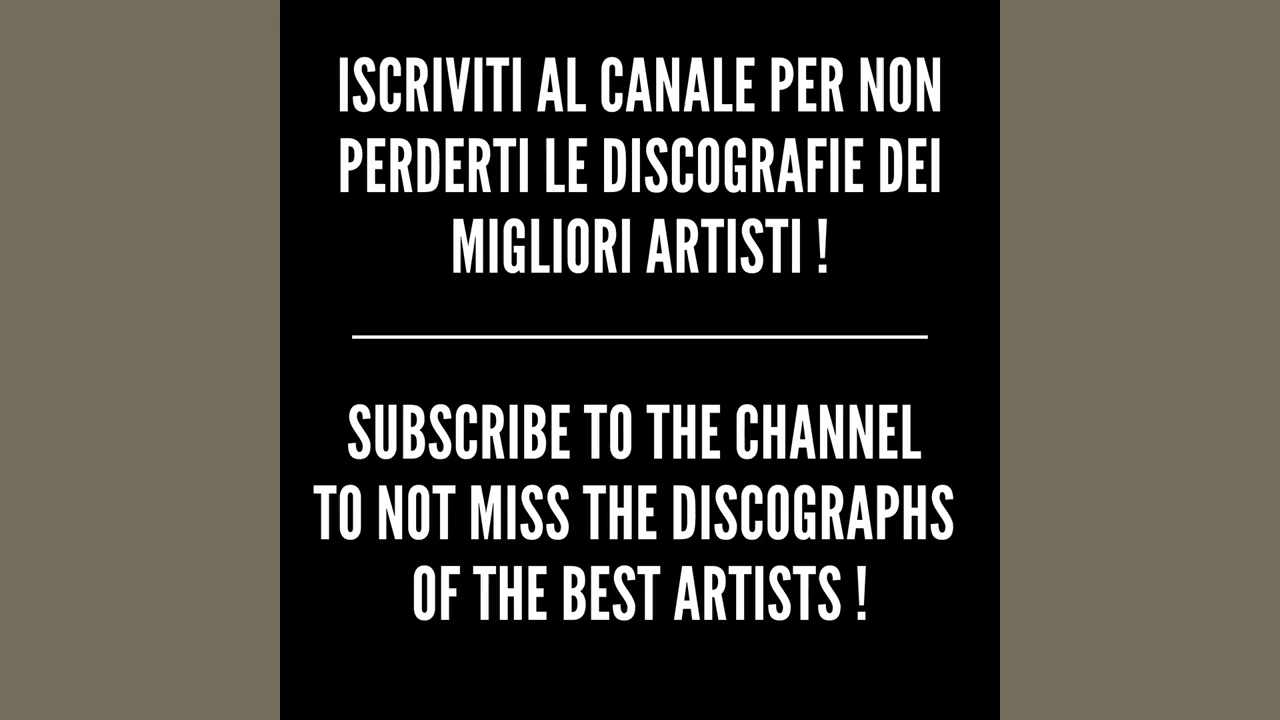 ISCRIVITI AL CANALE PER NON
PERDERTI LE DISCOGRAFIE DEI
MIGLIORI ARTISTI !
SUBSCRIBE TO THE CHANNEL
TO NOT MISS THE DISCOGRAPHS
OF THE BEST ARTISTS !